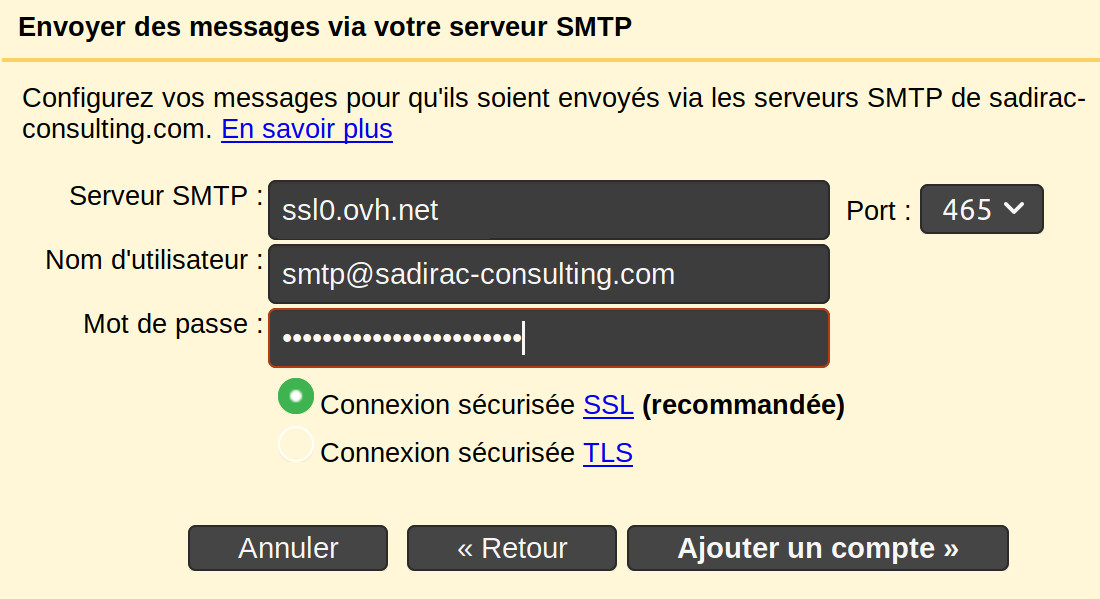 Envoyer des messages via votre serveur SMTP
Configurez vos messages pour qu'ils soient envoyés via les serveurs SMTP de sadirac-
consulting.com. En savoir plus
Serveur SMTP : ssl0.ovh.net Port : 465
Nom d'utilisateur : smtp@sadirac-consulting.com
Mot de passe : ••••••••••••••••••••••••
Connexion sécurisée SSL (recommandée)
Connexion sécurisée TLS
Annuler « Retour Ajouter un compte »